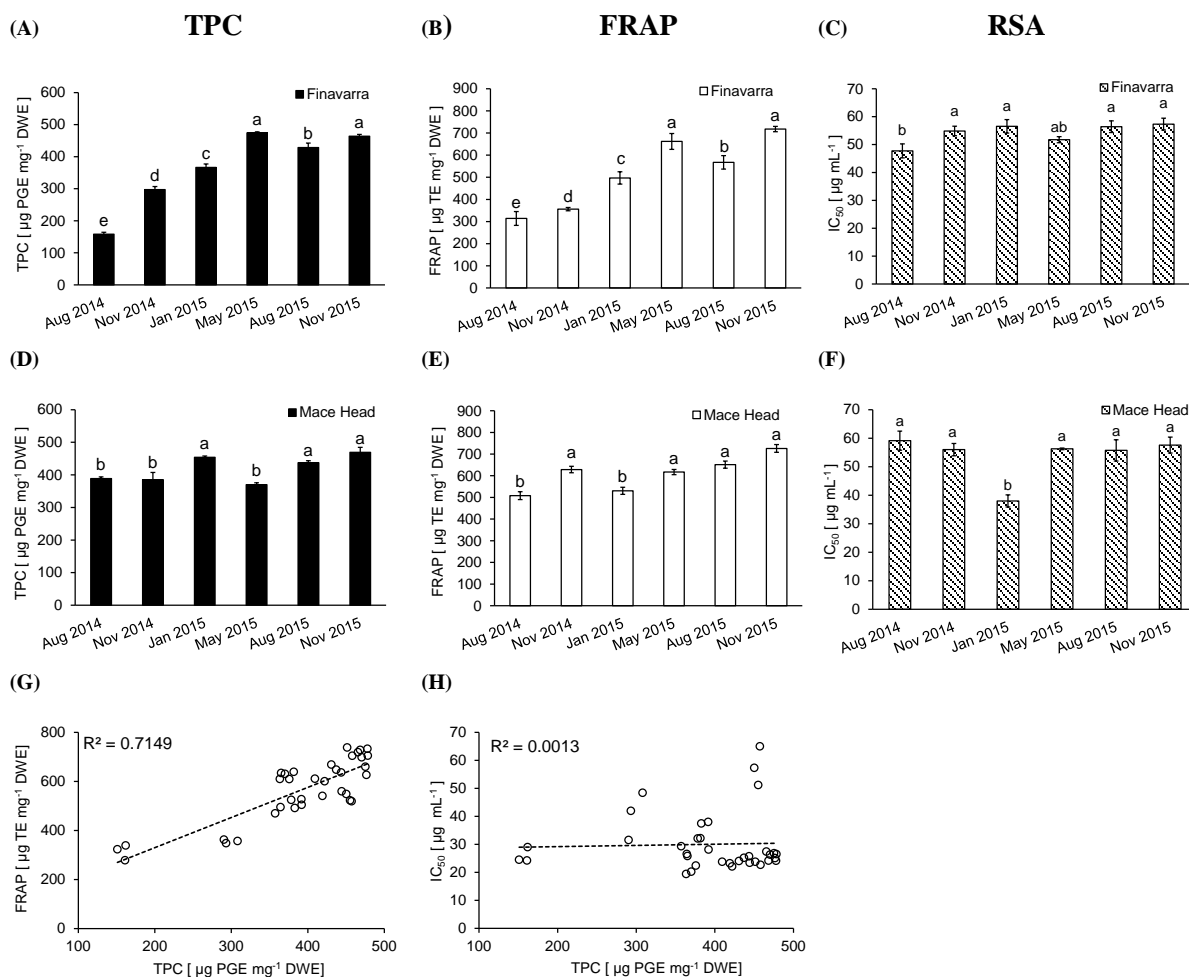 (A)
TPC
(B)
FRAP
(C)
RSA
TPC [ µg PGE mg-1 DWE ]
600
500
400
300
200
100
0
Finavarra
e
d
c
a
b
a
Aug 2014
Nov 2014
Jan 2015
May 2015
Aug 2015
Nov 2015
FRAP [ µg TE mg-1 DWE ]
900
800
700
600
500
400
300
200
100
0
Finavarra
e
d
c
a
b
a
Aug 2014
Nov 2014
Jan 2015
May 2015
Aug 2015
Nov 2015
IC50 [ µg mL-1 ]
70
60
50
40
30
20
10
0
Finavarra
b
a
a
ab
a
a
Aug 2014
Nov 2014
Jan 2015
May 2015
Aug 2015
Nov 2015
(D)
(E)
(F)
TPC [ µg PGE mg-1 DWE ]
600
500
400
300
200
100
0
Mace Head
b
b
a
b
a
a
Aug 2014
Nov 2014
Jan 2015
May 2015
Aug 2015
Nov 2015
FRAP [ µg TE mg-1 DWE ]
900
800
700
600
500
400
300
200
100
0
Mace Head
b
a
b
a
a
a
Aug 2014
Nov 2014
Jan 2015
May 2015
Aug 2015
Nov 2015
IC50 [ µg mL-1 ]
70
60
50
40
30
20
10
0
Mace Head
a
a
b
a
a
a
Aug 2014
Nov 2014
Jan 2015
May 2015
Aug 2015
Nov 2015
(G)
(H)
FRAP [ µg TE mg-1 DWE ]
800
600
400
200
0
R² = 0.7149
100
200
300
400
500
TPC [ µg PGE mg-1 DWE ]
IC50 [ µg mL-1 ]
70
60
50
40
30
20
10
0
R² = 0.0013
100
200
300
400
500
TPC [ µg PGE mg-1 DWE ]